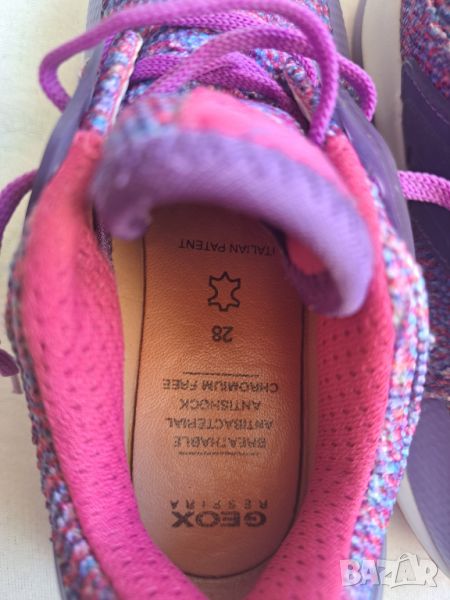 GEOX
RESPIRA
BREATHABLE
ANTIBACTERIAL
ANTISHOCK
CHROMIUM FREE
28
ITALIAN PATENT
BAZAR